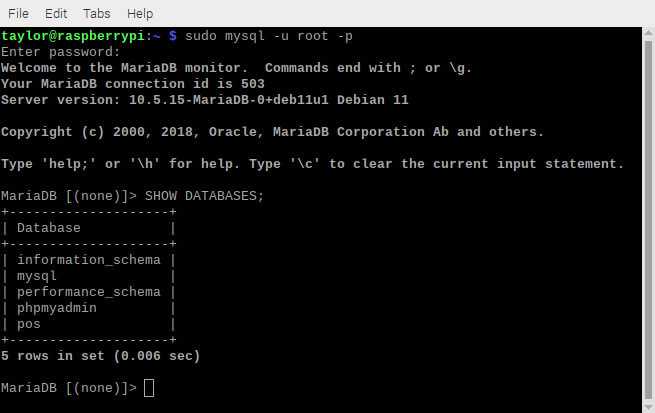 File Edit Tabs Help
taylor@raspberrypi:~ $ sudo mysql -u root -p
Enter password:
Welcome to the MariaDB monitor.  Commands end with ; or \g.
Your MariaDB connection id is 503
Server version: 10.5.15-MariaDB-0+deb11u1 Debian 11

Copyright (c) 2000, 2018, Oracle, MariaDB Corporation Ab and others.

Type 'help;' or '\h' for help. Type '\c' to clear the current input statement.

MariaDB [(none)]> SHOW DATABASES;
+--------------------+
| Database           |
+--------------------+
| information_schema |
| mysql              |
| performance_schema |
| phpmyadmin         |
| pos                |
+--------------------+
5 rows in set (0.006 sec)

MariaDB [(none)]>